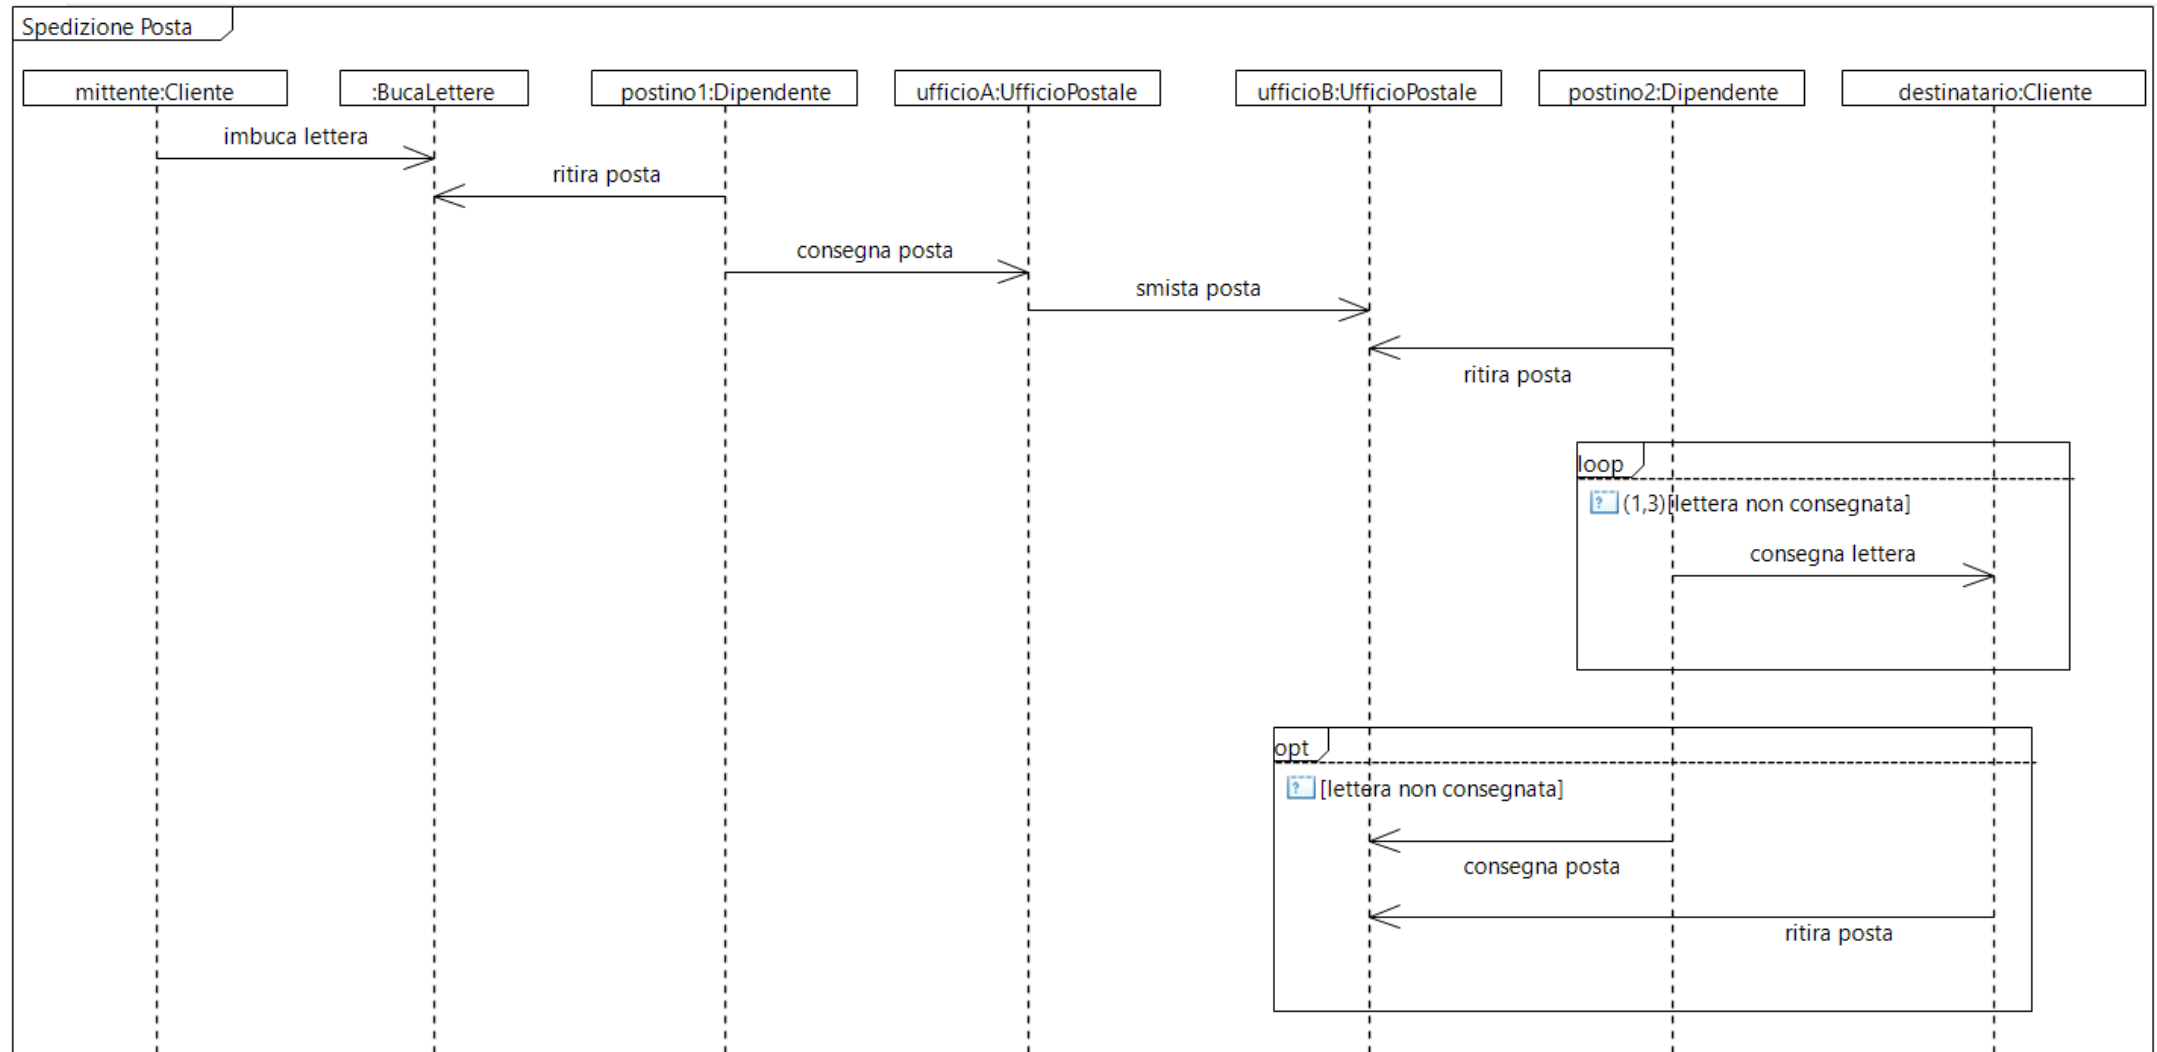 Spedizione Posta
mittente:Cliente
:BucaLettere
postino1:Dipendente
ufficioA:UfficioPostale
ufficioB:UfficioPostale
postino2:Dipendente
destinatario:Cliente
imbuca lettera
ritira posta
consegna posta
smista posta
ritira posta
loop
? (1,3)[lettera non consegnata]
consegna lettera
opt
? [lettera non consegnata]
consegna posta
ritira posta